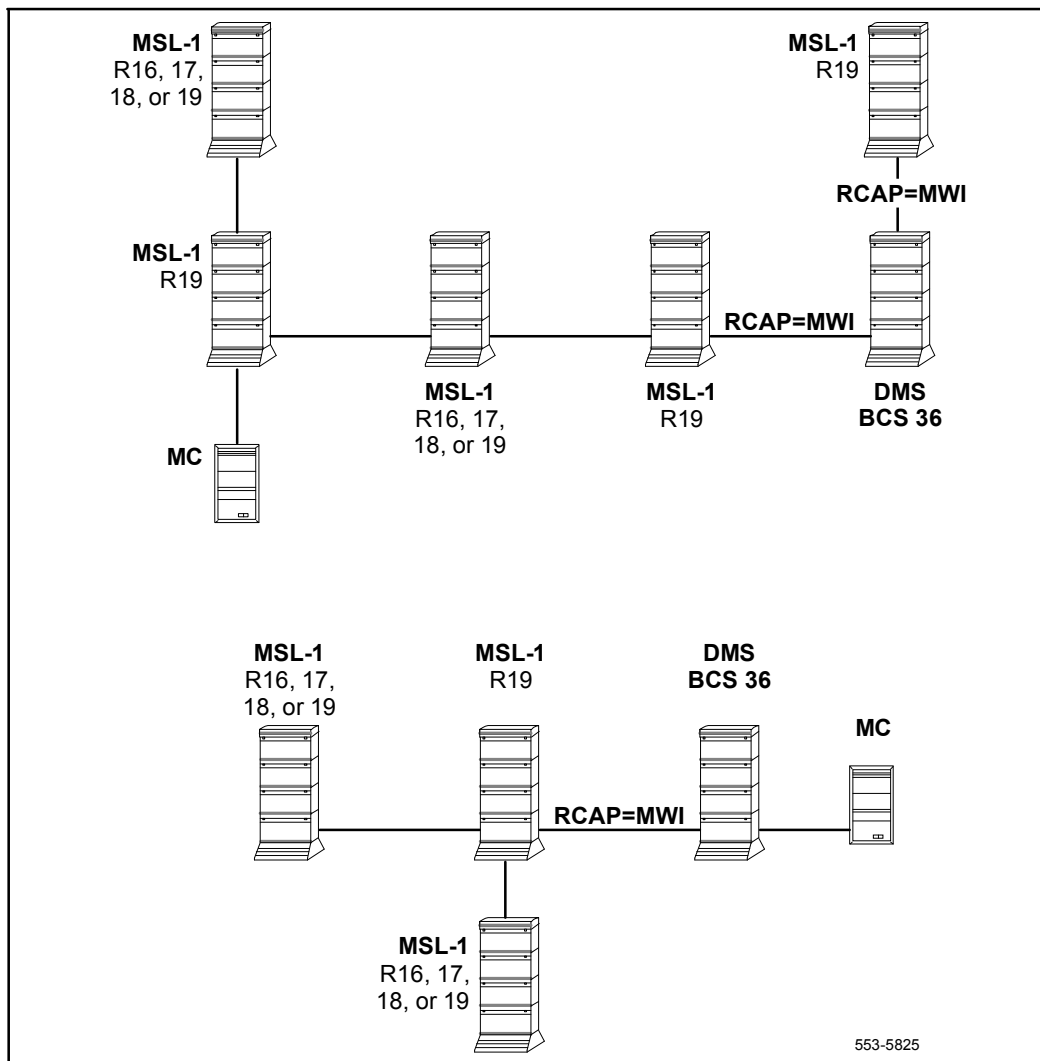 MSL-1
R16, 17,
18, or 19
MSL-1
R19
RCAP=MWI
MSL-1
R19
RCAP=MWI
MSL-1
R16, 17,
18, or 19
MSL-1
R19
DMS
BCS 36
MC
MSL-1
R16, 17,
18, or 19
MSL-1
R19
DMS
BCS 36
MC
RCAP=MWI
MSL-1
R16, 17,
18, or 19
553-5825